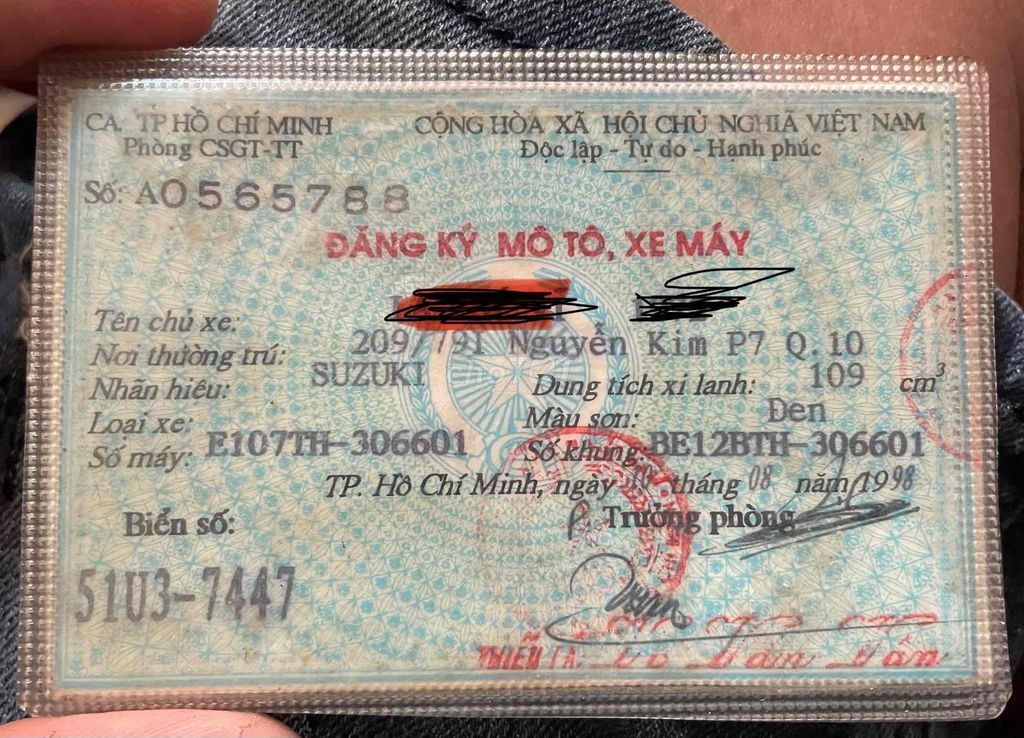 CA. TP HỒ CHÍ MINH
Phòng CSGT-TT
CỘNG HÒA XÃ HỘI CHỦ NGHĨA VIỆT NAM
Độc lập - Tự do - Hạnh phúc
Số: A0565788
ĐĂNG KÝ MÔ TÔ, XE MÁY
Tên chủ xe:
Nơi thường trú: 209/791 Nguyễn Kim P7 Q.10
Nhãn hiệu: SUZUKI Dung tích xi lanh: 109 cm³
Loại xe: Màu sơn: Đen
Số máy: E107TH-306601 Số khung: BE12BTH-306601
TP. Hồ Chí Minh, ngày 10 tháng 08 năm 1998
Biển số: Trưởng phòng
51U3-7447